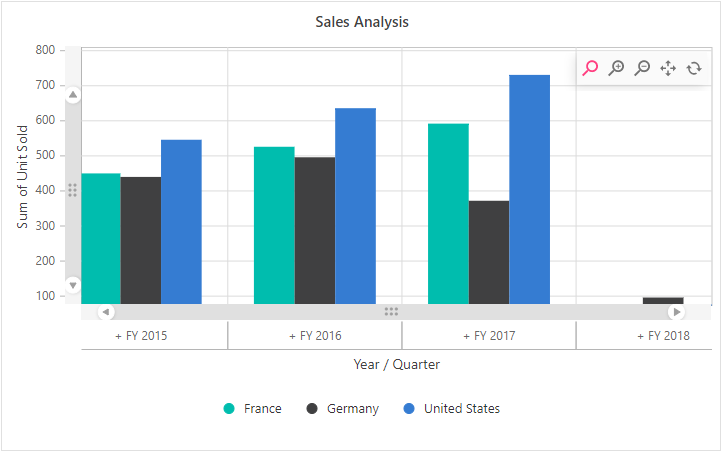 Sales Analysis
800
700
600
500
400
300
200
100
Sum of Unit Sold
+ FY 2015
+ FY 2016
+ FY 2017
+ FY 2018
Year / Quarter
France
Germany
United States